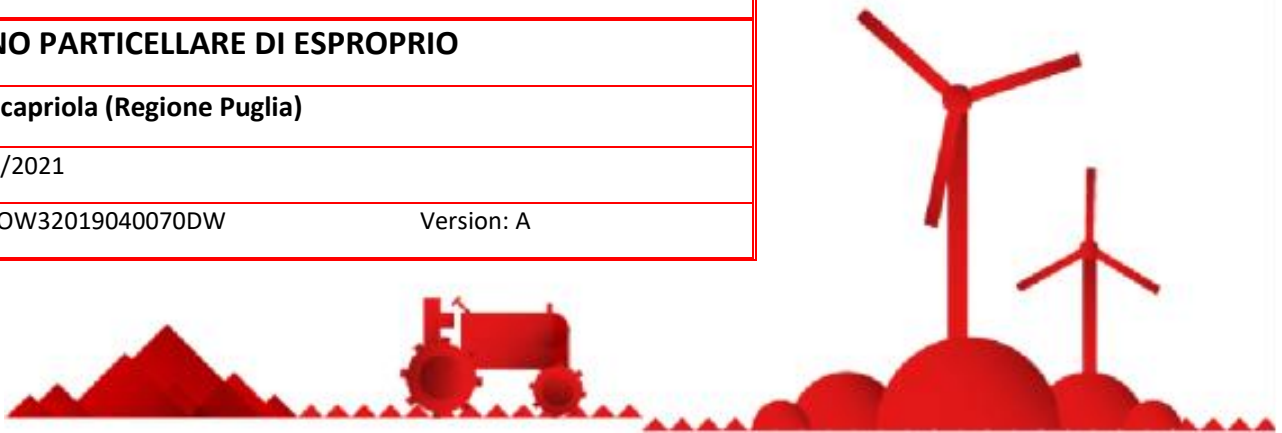 NO PARTICELLARE DI ESPROPRIO
capriola (Regione Puglia)
/2021
OW32019040070DW Version: A